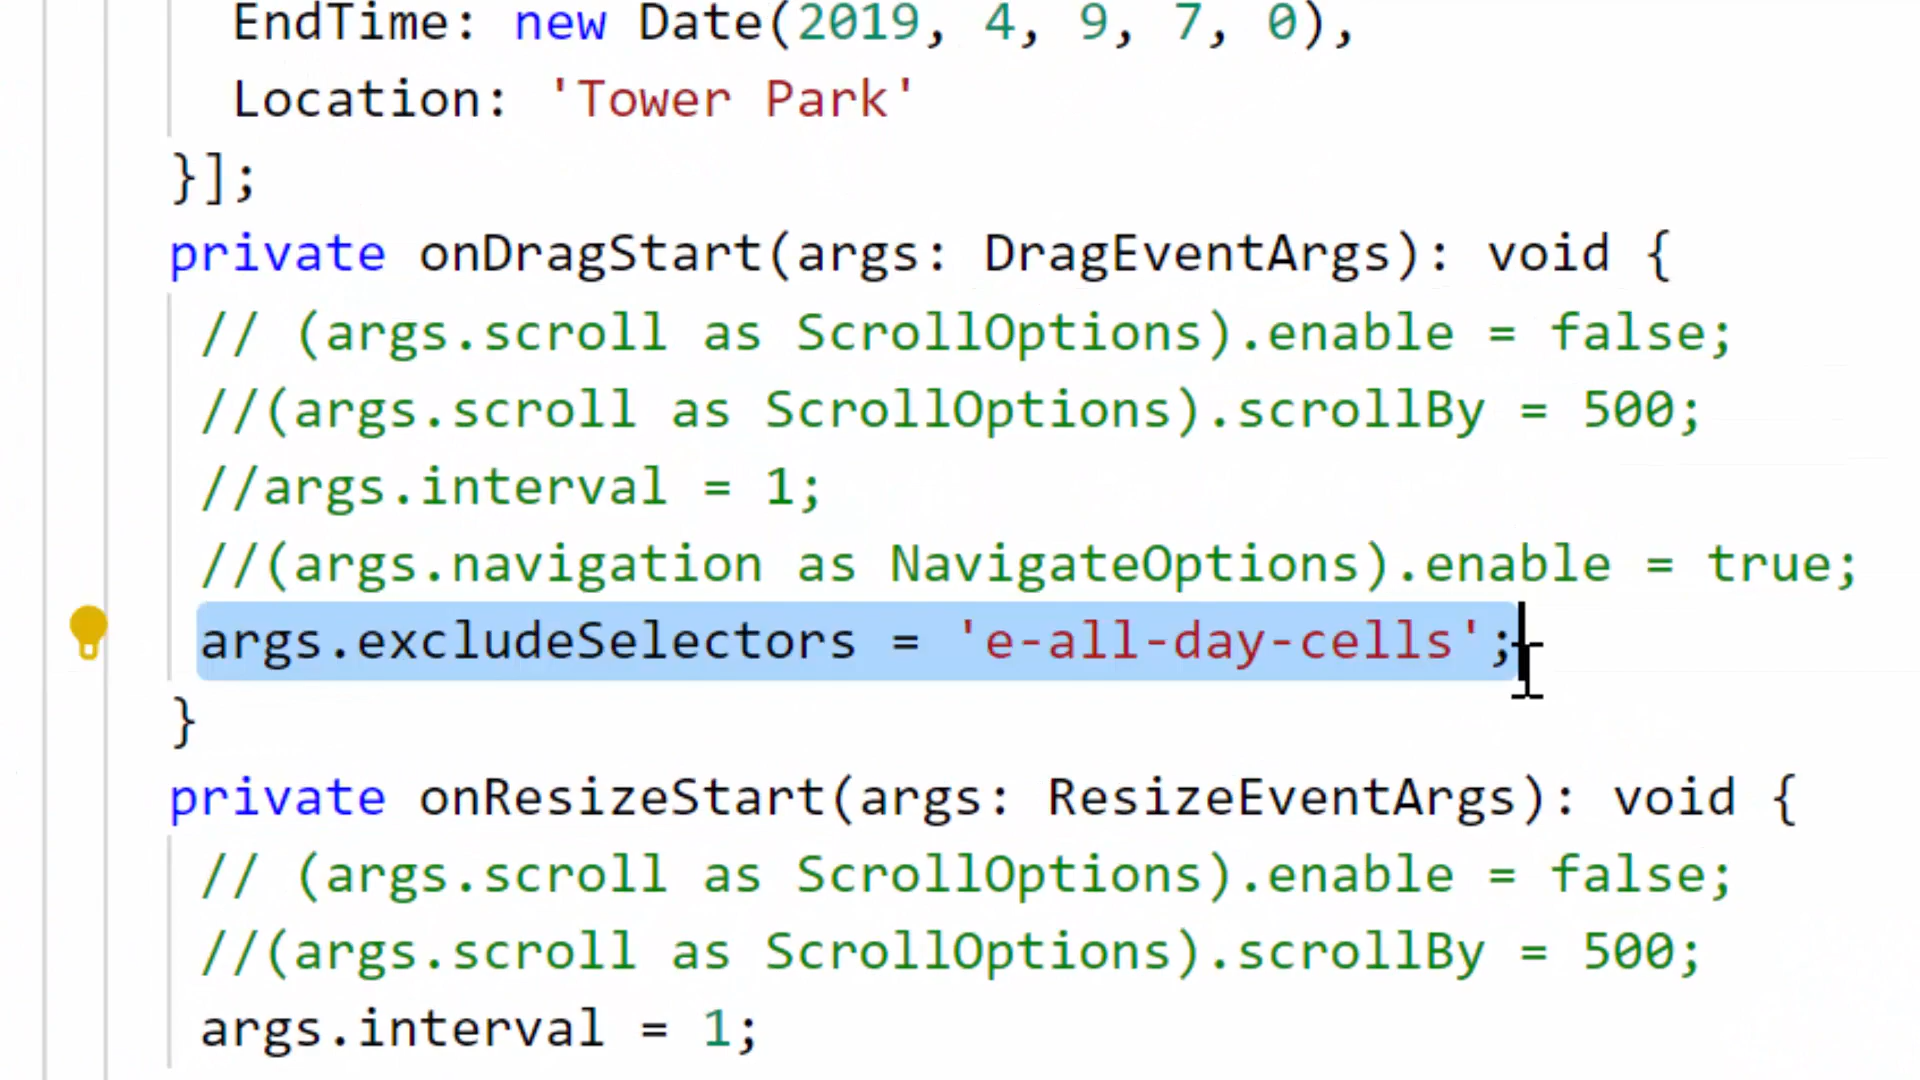 EndTime: new Date(2019, 4, 9, 7, 0),
Location: 'Tower Park'
}];
private onDragStart(args: DragEventArgs): void {
// (args.scroll as ScrollOptions).enable = false;
//(args.scroll as ScrollOptions).scrollBy = 500;
//args.interval = 1;
//(args.navigation as NavigateOptions).enable = true;
args.excludeSelectors = 'e-all-day-cells';
}
private onResizeStart(args: ResizeEventArgs): void {
// (args.scroll as ScrollOptions).enable = false;
//(args.scroll as ScrollOptions).scrollBy = 500;
args.interval = 1;